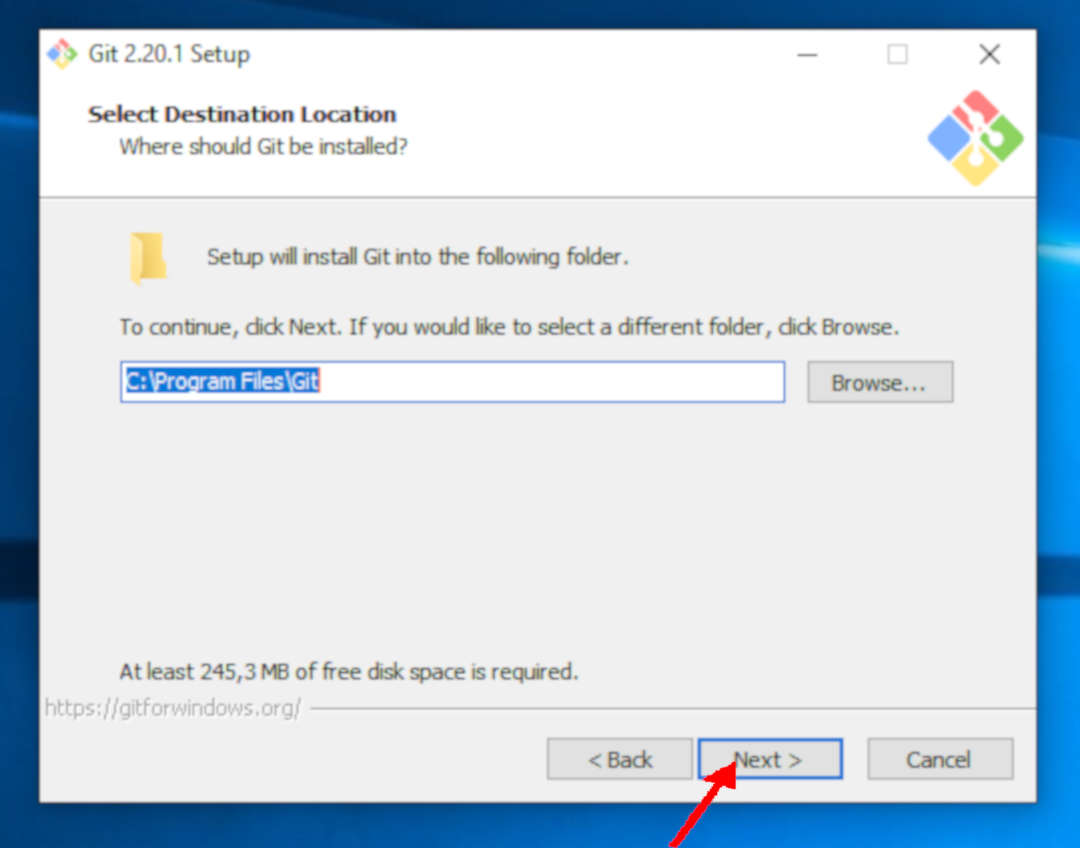 Git 2.20.1 Setup
Select Destination Location
Where should Git be installed?
Setup will install Git into the following folder.
To continue, click Next. If you would like to select a different folder, click Browse.
C:\Program Files\Git
Browse...
At least 245,3 MB of free disk space is required.
https://gitforwindows.org/
< Back
Next >
Cancel